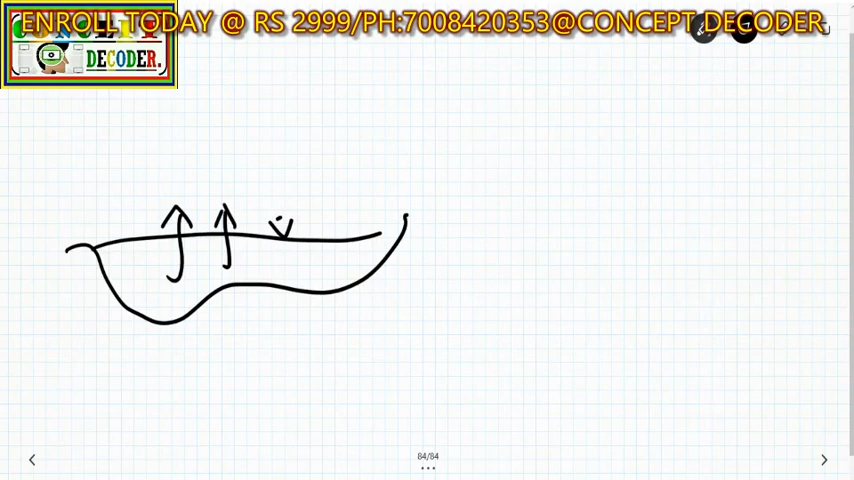 ENROLL TODAY @ RS 2999/PH:7008420353@CONCEPT DECODER
DECODER.
84/84